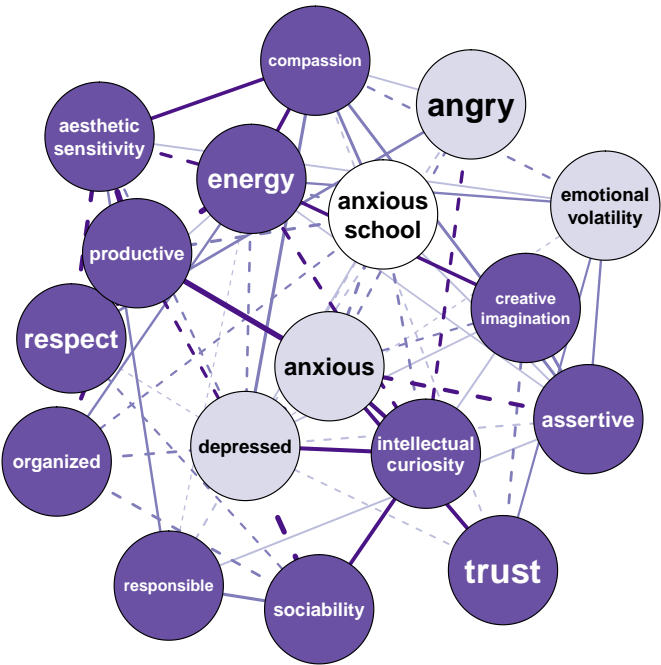 compassion
angry
aesthetic
sensitivity
energy
anxious
school
emotional
volatility
productive
creative
imagination
respect
anxious
assertive
depressed
intellectual
curiosity
organized
trust
responsible
sociability